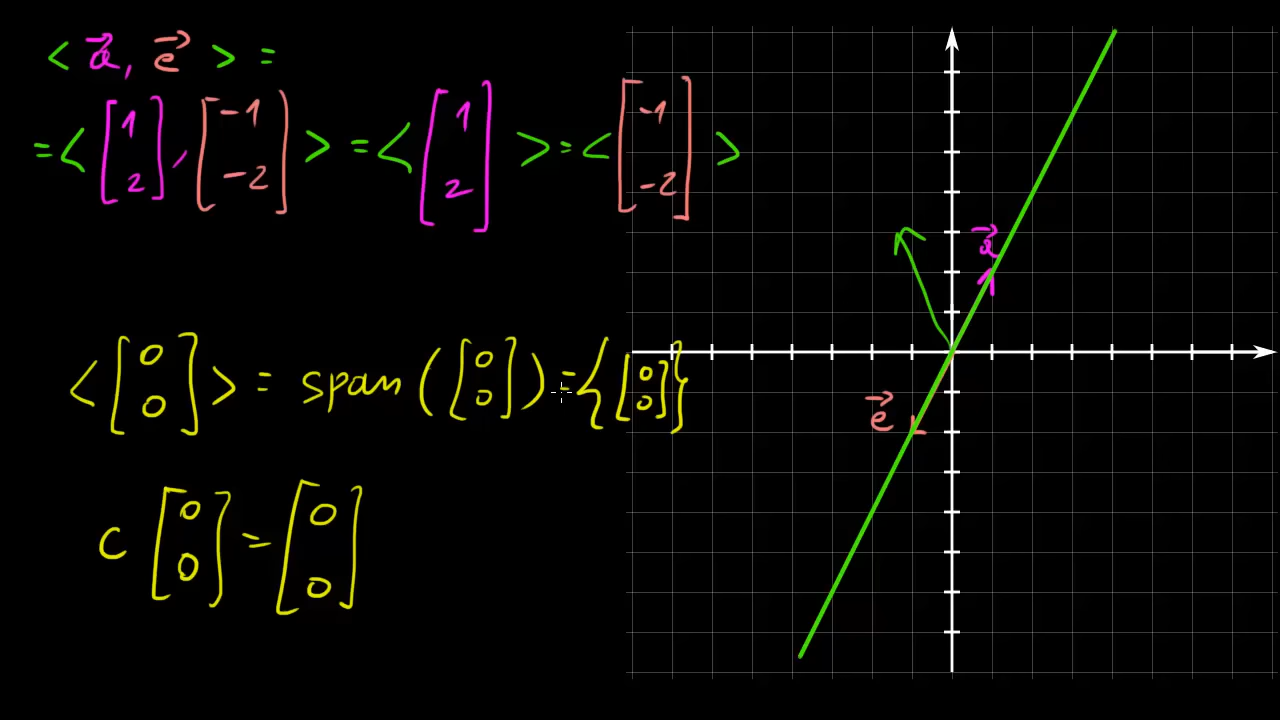 < a⃗, e⃗ > =
= < [1 2], [-1 -2] > = < [1 2] > = < [-1 -2] >
a⃗
< [0 0] > = span ( [0 0] ) = { [0 0] }
e⃗
c [0 0] = [0 0]